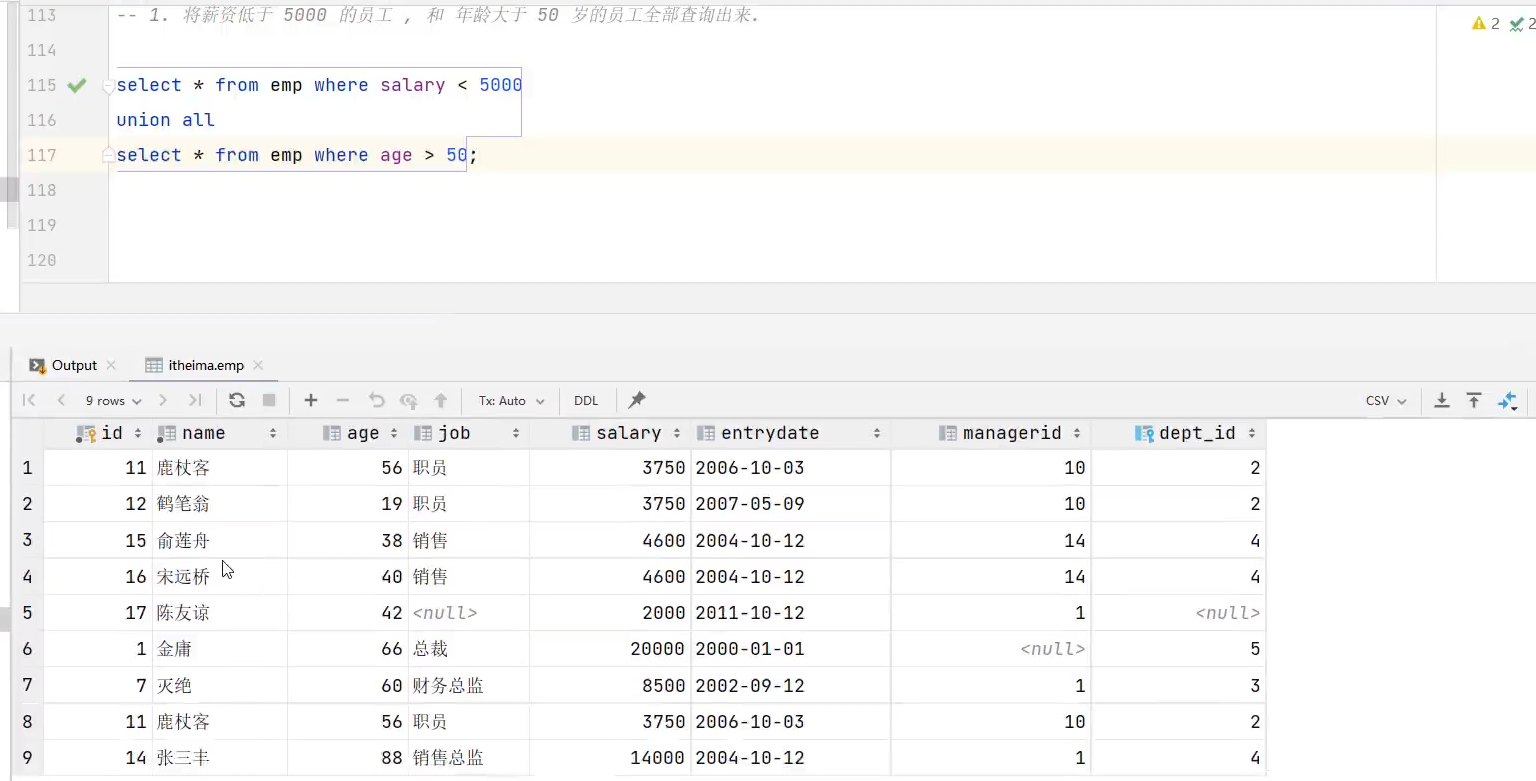 113 -- 1. 将薪资低于 5000 的员工 , 和 年龄大于 50 岁的员工全部查询出来.
2 2
114
115 select * from emp where salary < 5000
116 union all
117 select * from emp where age > 50;
118
119
120
Output itheima.emp
9 rows Tx: Auto DDL CSV
id name age job salary entrydate managerid dept_id
1 11 鹿杖客 56 职员 3750 2006-10-03 10 2
2 12 鹤笔翁 19 职员 3750 2007-05-09 10 2
3 15 俞莲舟 38 销售 4600 2004-10-12 14 4
4 16 宋远桥 40 销售 4600 2004-10-12 14 4
5 17 陈友谅 42 <null> 2000 2011-10-12 1 <null>
6 1 金庸 66 总裁 20000 2000-01-01 <null> 5
7 7 灭绝 60 财务总监 8500 2002-09-12 1 3
8 11 鹿杖客 56 职员 3750 2006-10-03 10 2
9 14 张三丰 88 销售总监 14000 2004-10-12 1 4